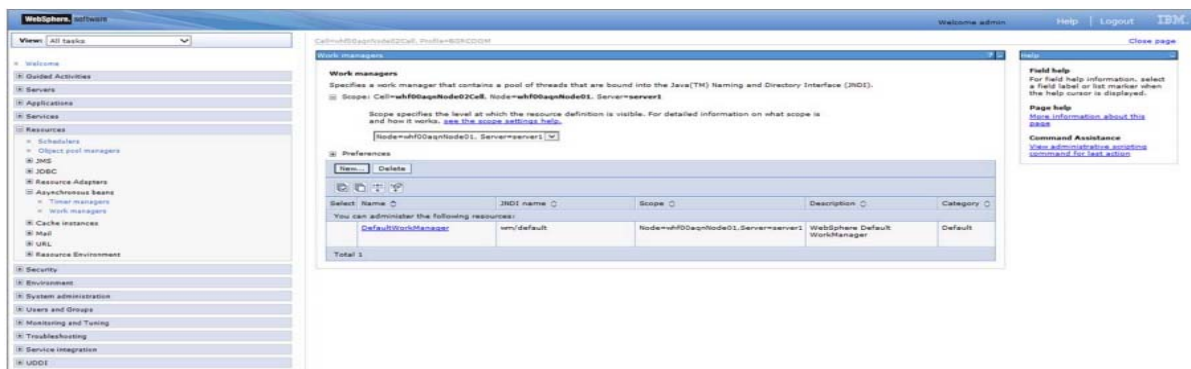 WebSphere. software
Welcome admin
Help | Logout
IBM.
View: All tasks
Welcome
Guided Activities
Servers
Applications
Services
Resources
Schedulers
Object pool managers
JMS
JDBC
Resource Adapters
Asynchronous beans
Timer managers
Work managers
Cache instances
Mail
URL
Resource Environment
Security
Environment
System administration
Users and Groups
Monitoring and Tuning
Troubleshooting
Service integration
UDDI
Close page
Work managers
Work managers
Specifies a work manager that contains a pool of threads that are bound into the Java(TM) Naming and Directory Interface (JNDI).
Scope: Cell=whf00aqnNode02Cell, Node=whf00aqnNode01, Server=server1
Scope specifies the level at which the resource definition is visible. For detailed information on what scope is
and how it works, see the scope settings help.
Node=whf00aqnNode01, Server=server1
Preferences
New... Delete
Select Name JNDI name Scope Description Category
You can administer the following resources:
DefaultWorkManager wm/default Node=whf00aqnNode01,Server=server1 WebSphere Default WorkManager Default
Total 1
Help
Field help
For field help information, select
a field label or list marker when
the help cursor is displayed.
Page help
More information about this
page
Command Assistance
View administrative scripting
command for last action